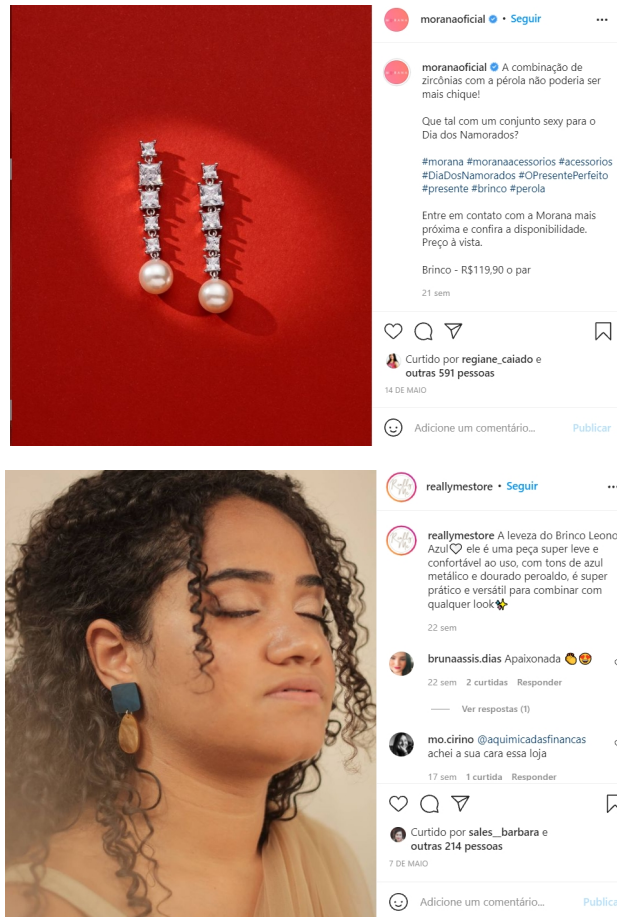 moranaoficial • Seguir
moranaoficial A combinação de
zircônias com a pérola não poderia ser
mais chique!
Que tal com um conjunto sexy para o
Dia dos Namorados?
#morana #moranaacessorios #acessorios
#DiaDosNamorados #OPresentePerfeito
#presente #brinco #perola
Entre em contato com a Morana mais
próxima e confira a disponibilidade.
Preço à vista.
Brinco - R$119,90 o par
21 sem
Curtido por regiane_caiado e
outras 591 pessoas
14 DE MAIO
Adicione um comentário... Publicar
reallymestore • Seguir
reallymestore A leveza do Brinco Leono
Azul♡ ele é uma peça super leve e
confortável ao uso, com tons de azul
metálico e dourado peroaldo, é super
prático e versátil para combinar com
qualquer look✨
22 sem
brunaassis.dias Apaixonada 👏😍
22 sem 2 curtidas Responder
Ver respostas (1)
mo.cirino @aquimicadasfinancas
achei a sua cara essa loja
17 sem 1 curtida Responder
Curtido por sales__barbara e
outras 214 pessoas
7 DE MAIO
Adicione um comentário... Publica